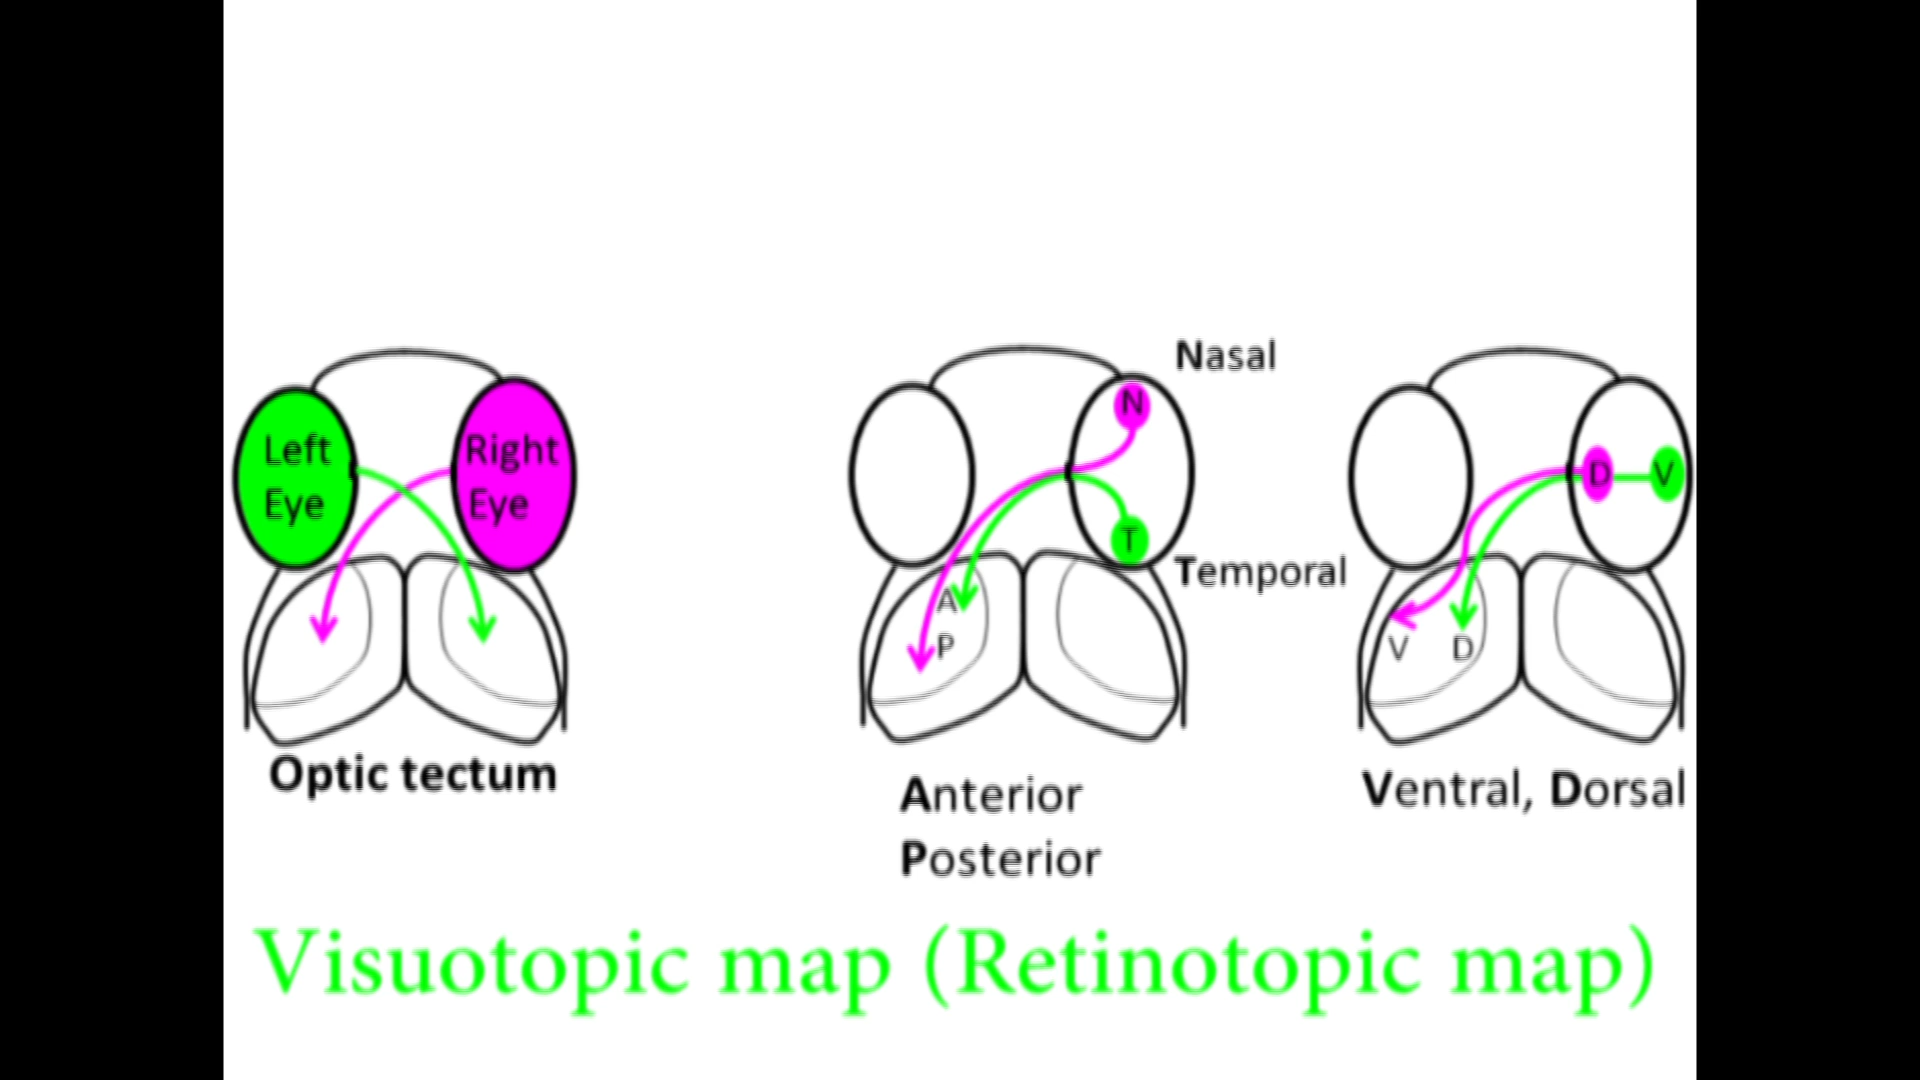 Left
Eye
Right
Eye
Optic tectum
Nasal
N
T
Temporal
A
P
Anterior
Posterior
D
V
V
D
Ventral, Dorsal
Visuotopic map (Retinotopic map)